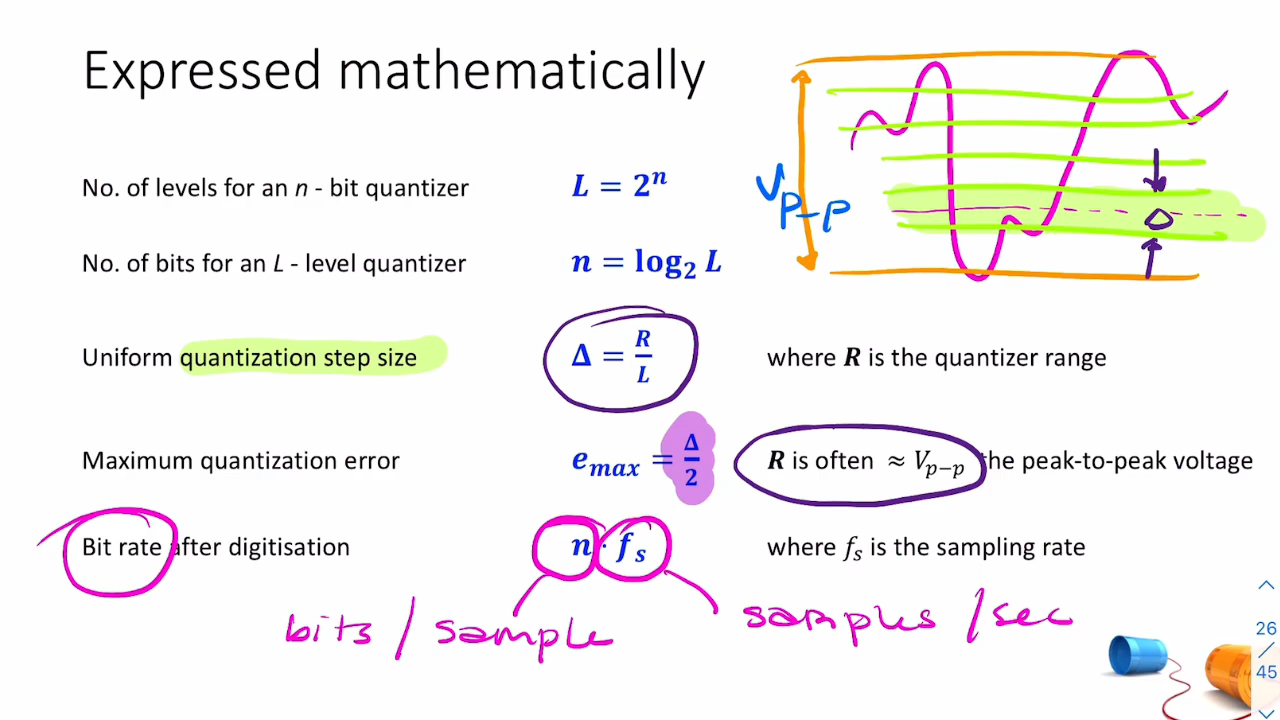 Expressed mathematically
V
P-P
No. of levels for an n - bit quantizer L = 2ⁿ
No. of bits for an L - level quantizer n = log₂ L
Uniform quantization step size Δ = R/L where R is the quantizer range
Maximum quantization error e_max = Δ/2 R is often ≈ V_p−p the peak-to-peak voltage
Bit rate after digitisation n · f_s where f_s is the sampling rate
bits / sample samples / sec
26
/
45